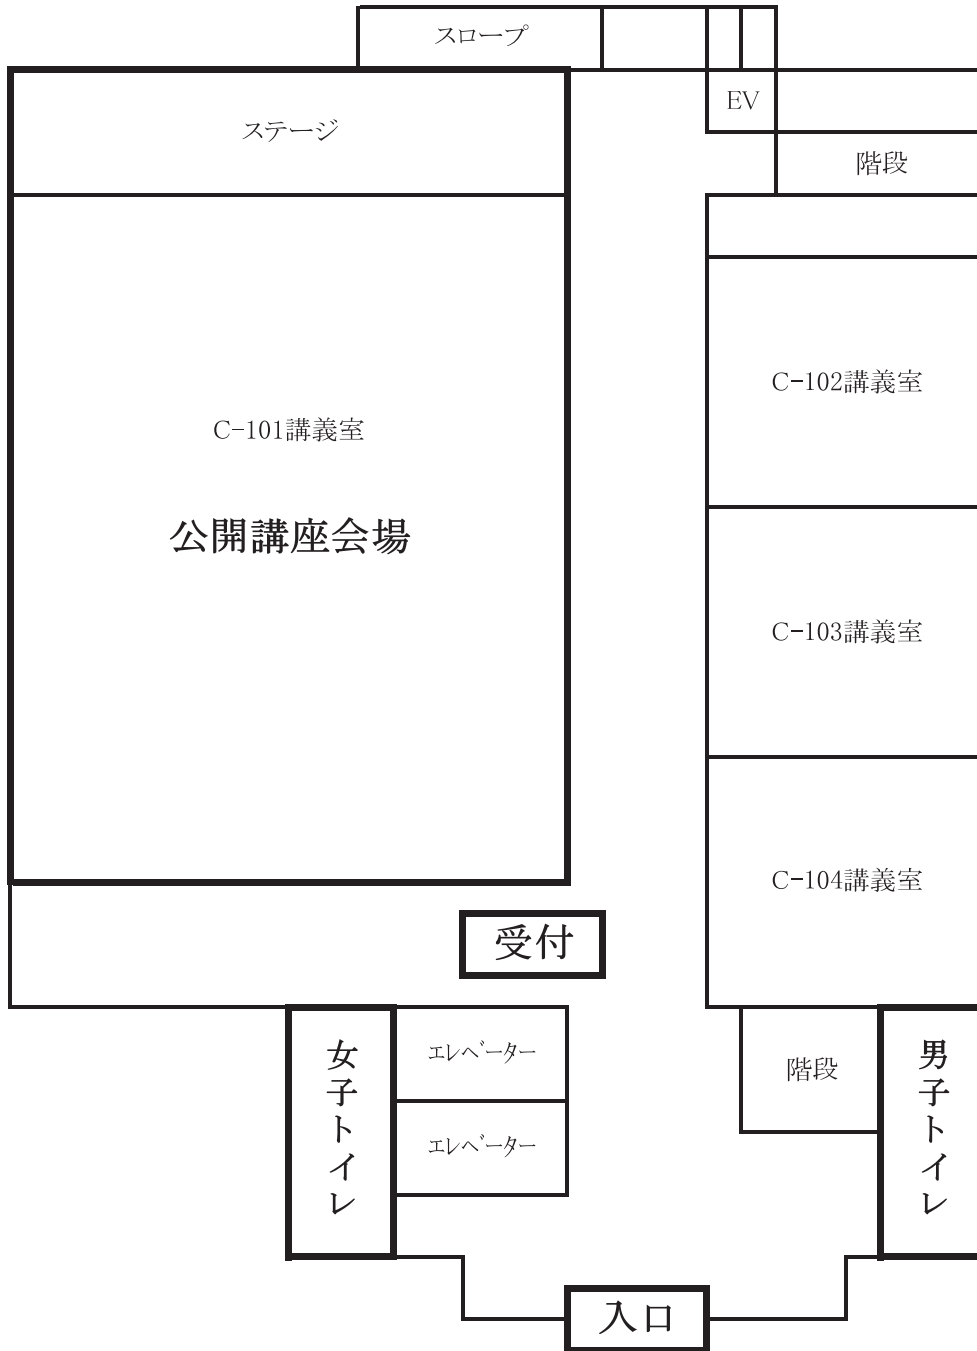 スロープ
EV
ステージ
階段
C-102講義室
C-101講義室
公開講座会場
C-103講義室
C-104講義室
受付
女子トイレ
エレベーター
エレベーター
階段
男子トイレ
入口